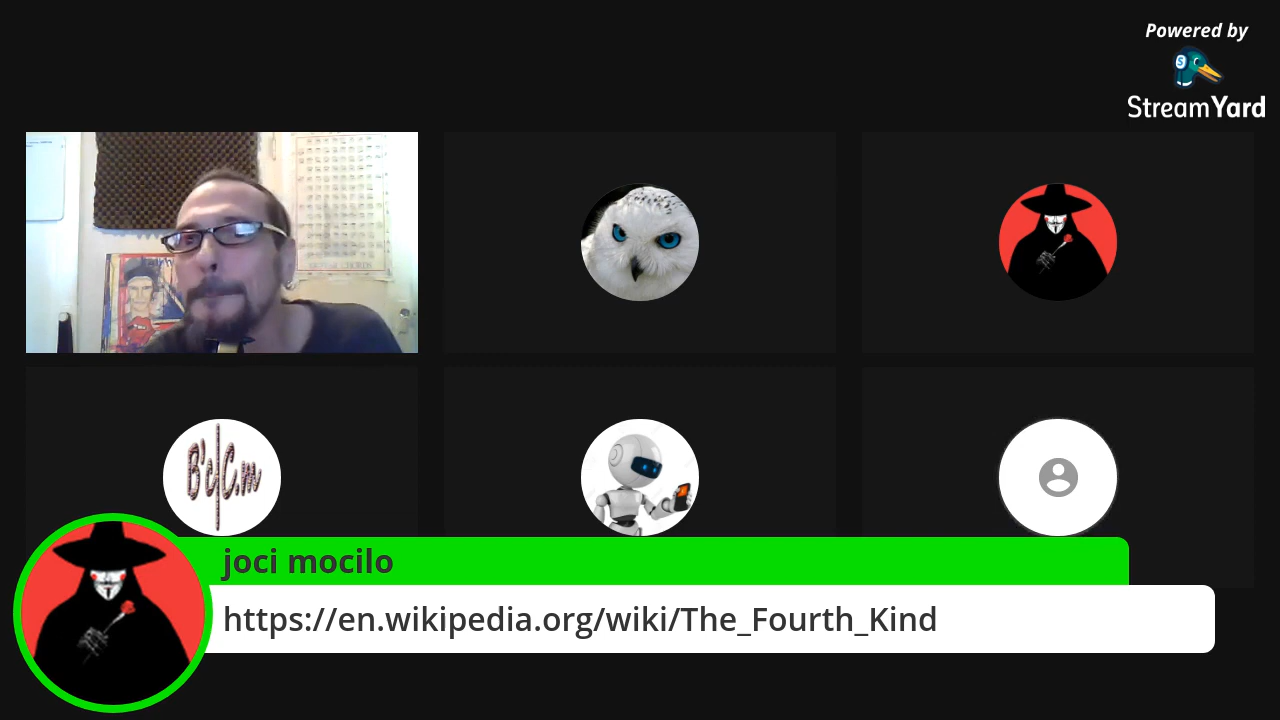 Powered by
StreamYard
B'c C.m
joci mocilo
https://en.wikipedia.org/wiki/The_Fourth_Kind